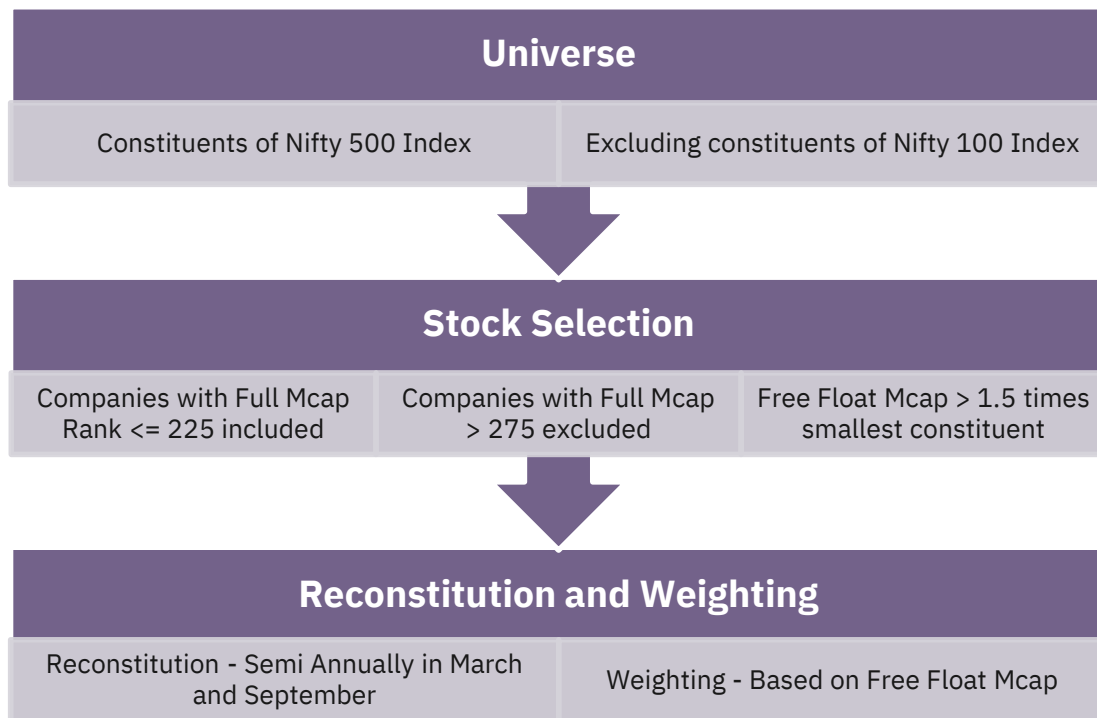 Universe
Constituents of Nifty 500 Index
Excluding constituents of Nifty 100 Index
Stock Selection
Companies with Full Mcap
Rank <= 225 included
Companies with Full Mcap
> 275 excluded
Free Float Mcap > 1.5 times
smallest constituent
Reconstitution and Weighting
Reconstitution - Semi Annually in March
and September
Weighting - Based on Free Float Mcap